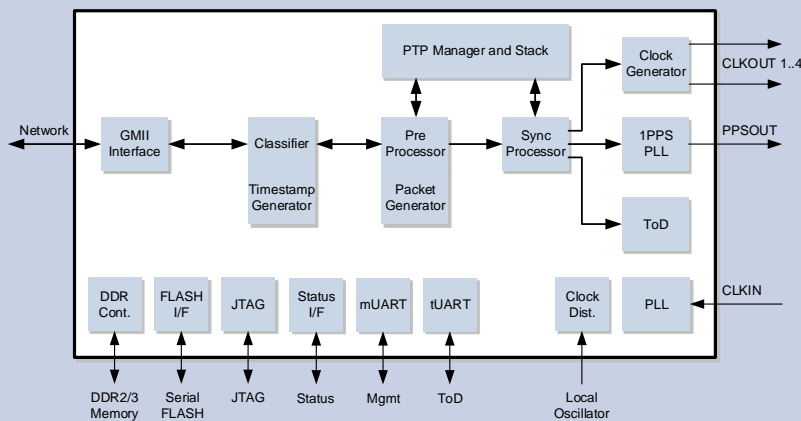 PTP Manager and Stack
Clock
Generator
CLKOUT 1..4
Network
GMII
Interface
Classifier
Timestamp
Generator
Pre
Processor
Packet
Generator
Sync
Processor
1PPS
PLL
PPSOUT
ToD
DDR
Cont.
FLASH
I/F
JTAG
Status
I/F
mUART
tUART
Clock
Dist.
PLL
CLKIN
DDR2/3
Memory
Serial
FLASH
JTAG
Status
Mgmt
ToD
Local
Oscillator